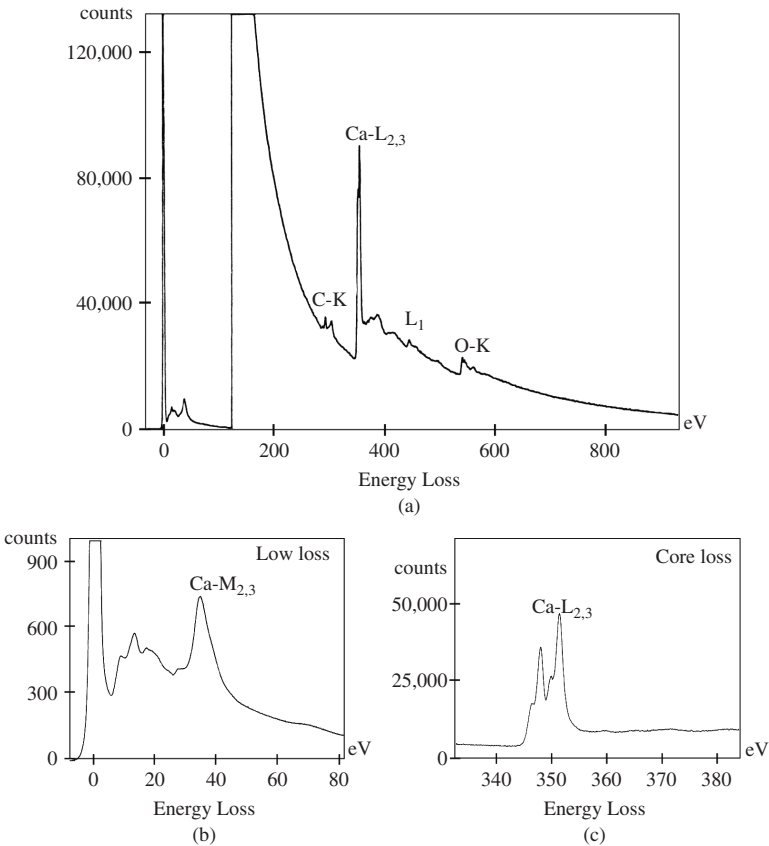 counts
120,000
80,000
40,000
0
Ca-L2,3
C-K
L1
O-K
eV
0 200 400 600 800
Energy Loss
(a)
counts
Low loss
900
600
300
0
Ca-M2,3
eV
0 20 40 60 80
Energy Loss
(b)
Core loss
counts
50,000
25,000
0
Ca-L2,3
eV
340 350 360 370 380
Energy Loss
(c)